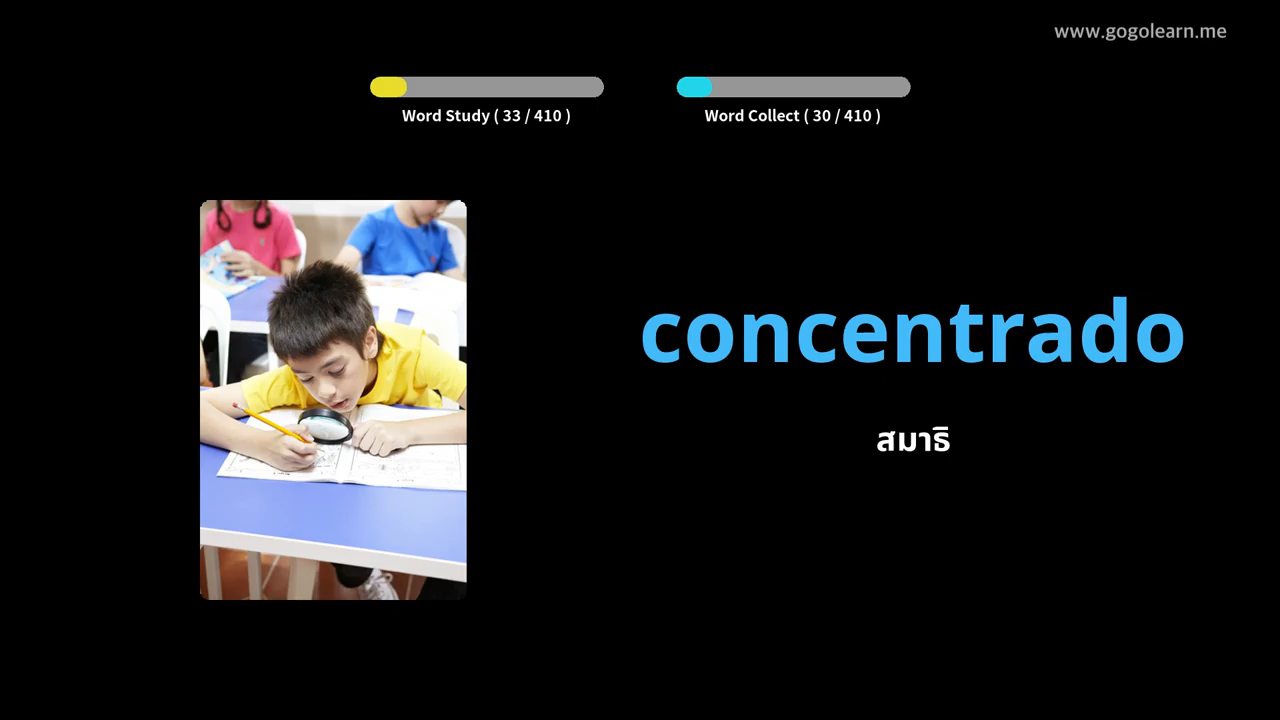 www.gogolearn.me
Word Study ( 33 / 410 )
Word Collect ( 30 / 410 )
concentrado
สมาธิ